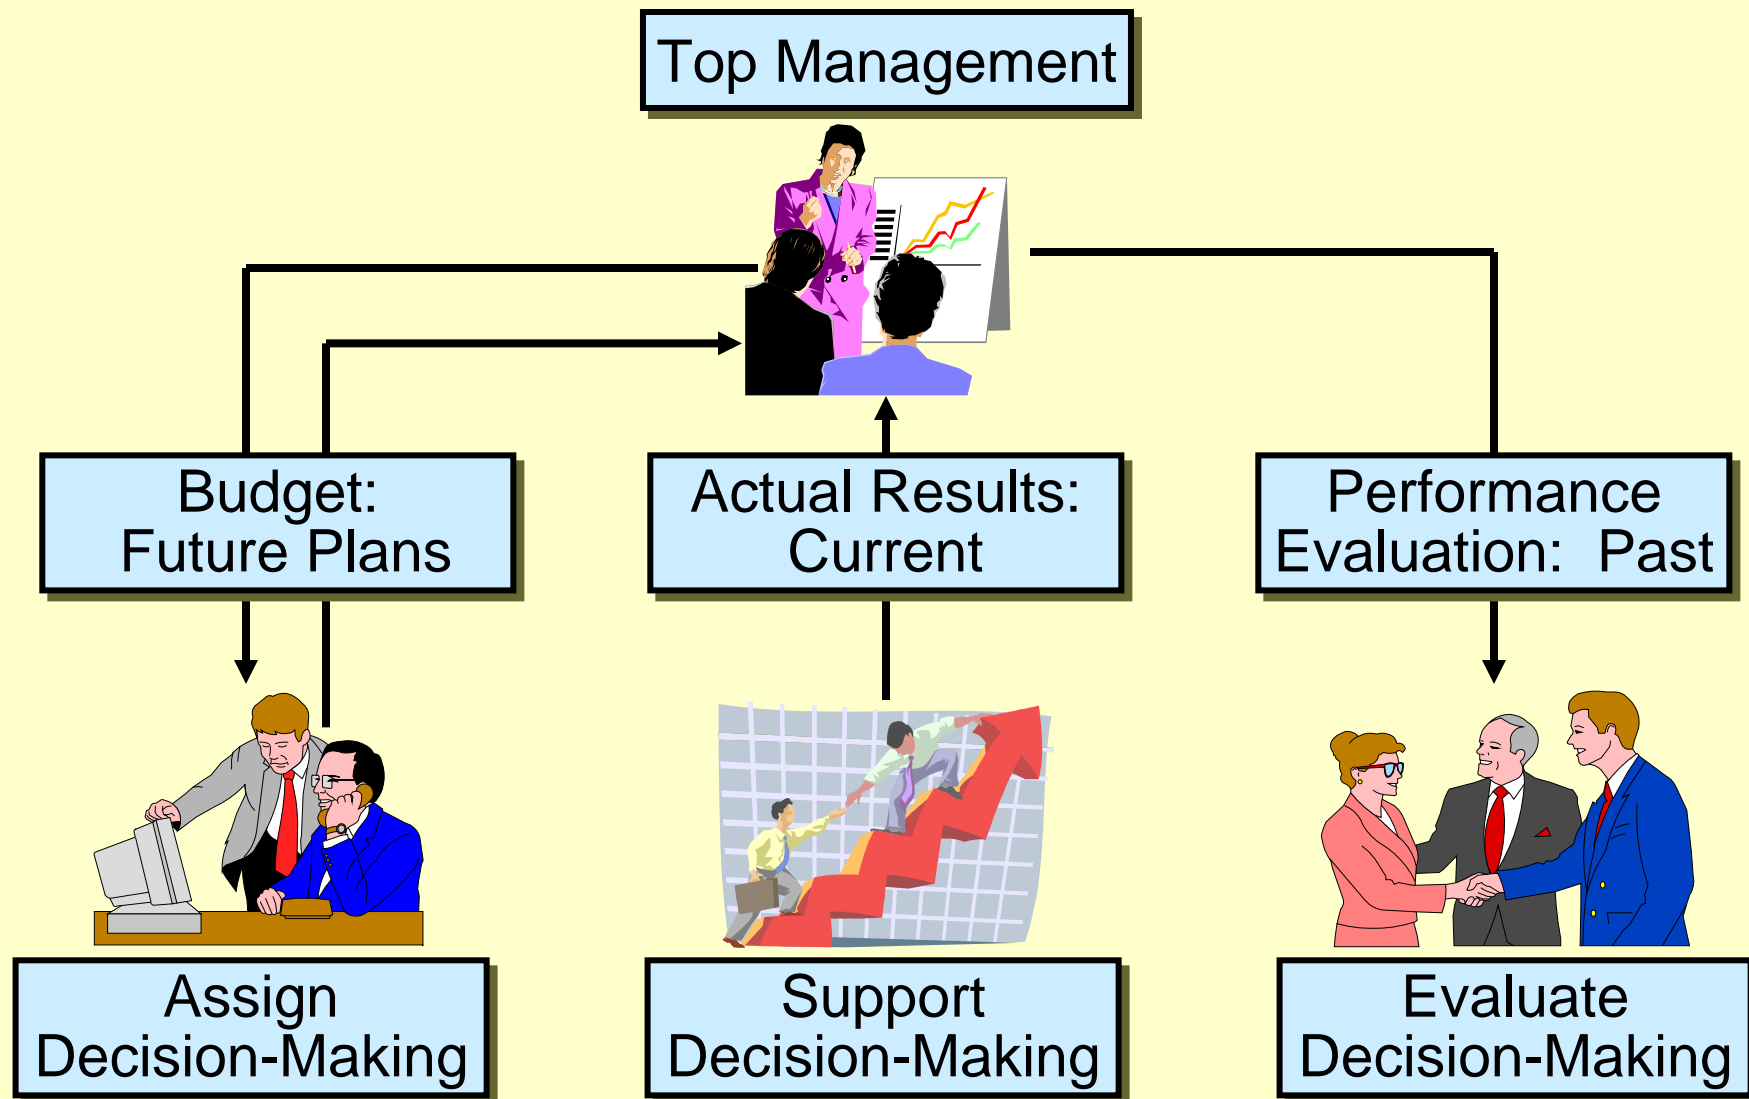 Top Management
Budget:
Future Plans
Actual Results:
Current
Performance
Evaluation:  Past
Assign
Decision-Making
Support
Decision-Making
Evaluate
Decision-Making